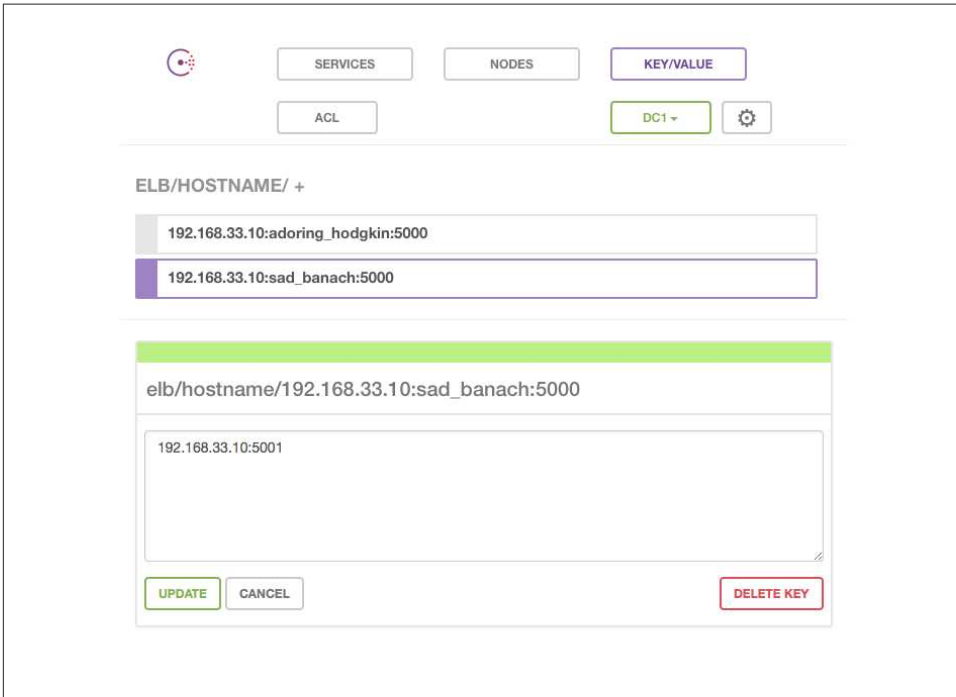 SERVICES NODES KEY/VALUE
ACL DC1
ELB/HOSTNAME/ +
192.168.33.10:adoring_hodgkin:5000
192.168.33.10:sad_banach:5000
elb/hostname/192.168.33.10:sad_banach:5000
192.168.33.10:5001
UPDATE CANCEL DELETE KEY